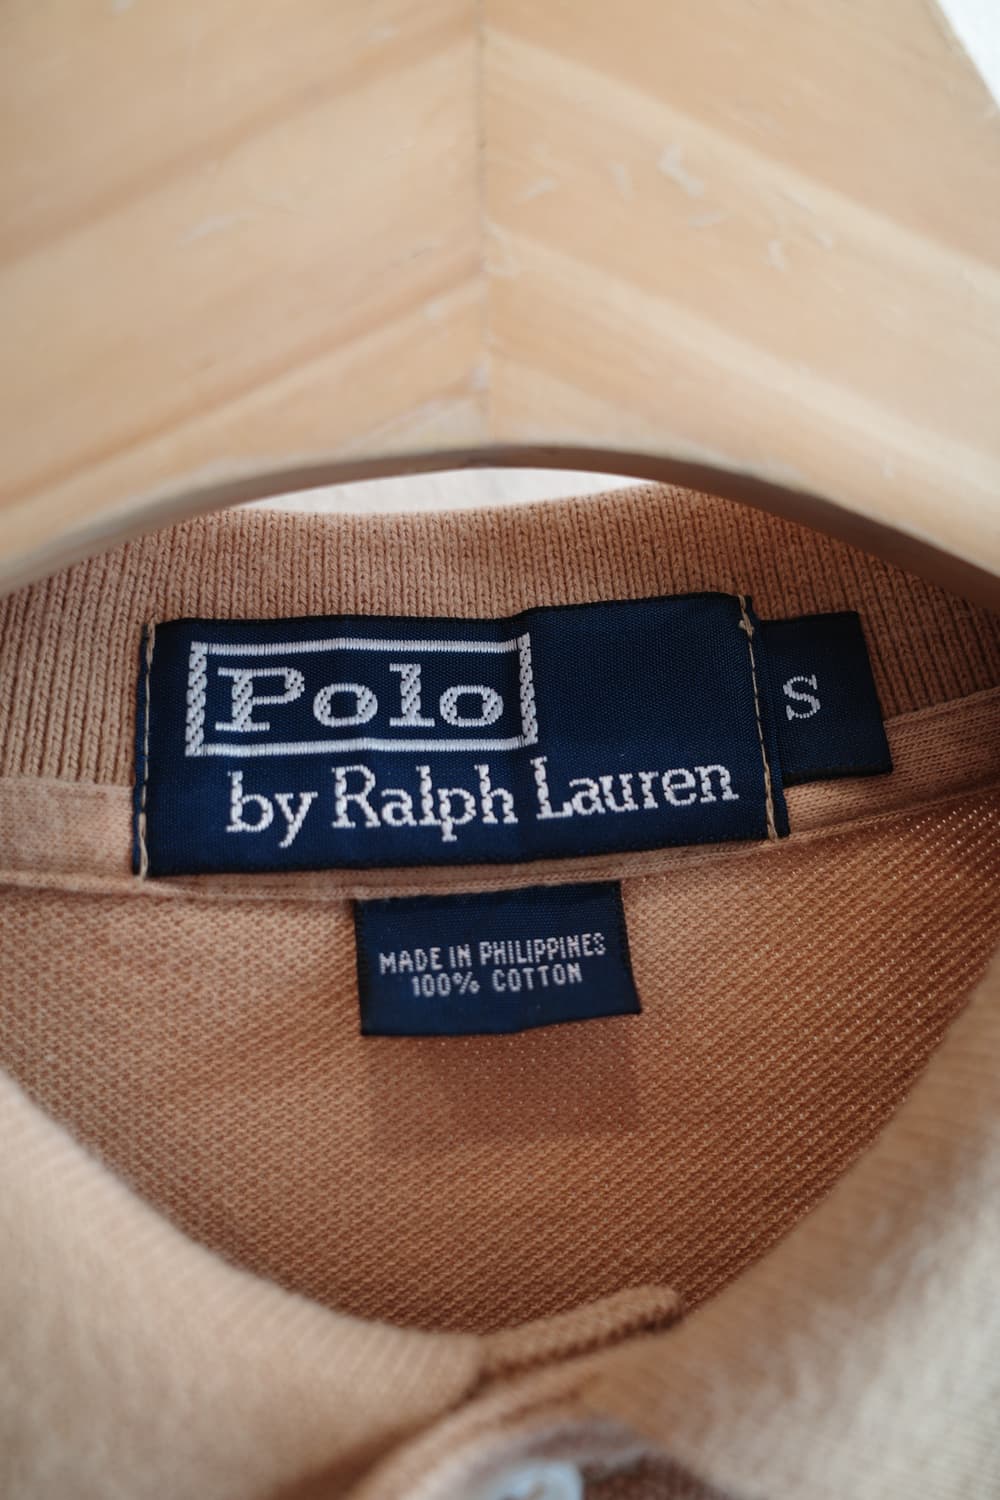 Polo
by Ralph Lauren
S
MADE IN PHILIPPINES
100% COTTON